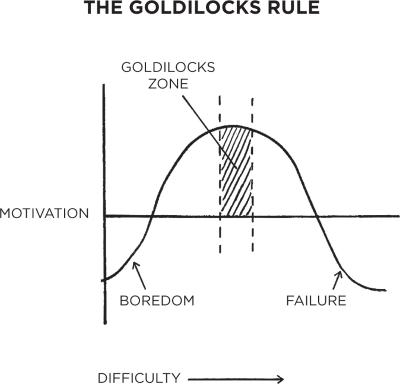 THE GOLDILOCKS RULE
GOLDILOCKS
ZONE
MOTIVATION
BOREDOM
FAILURE
DIFFICULTY